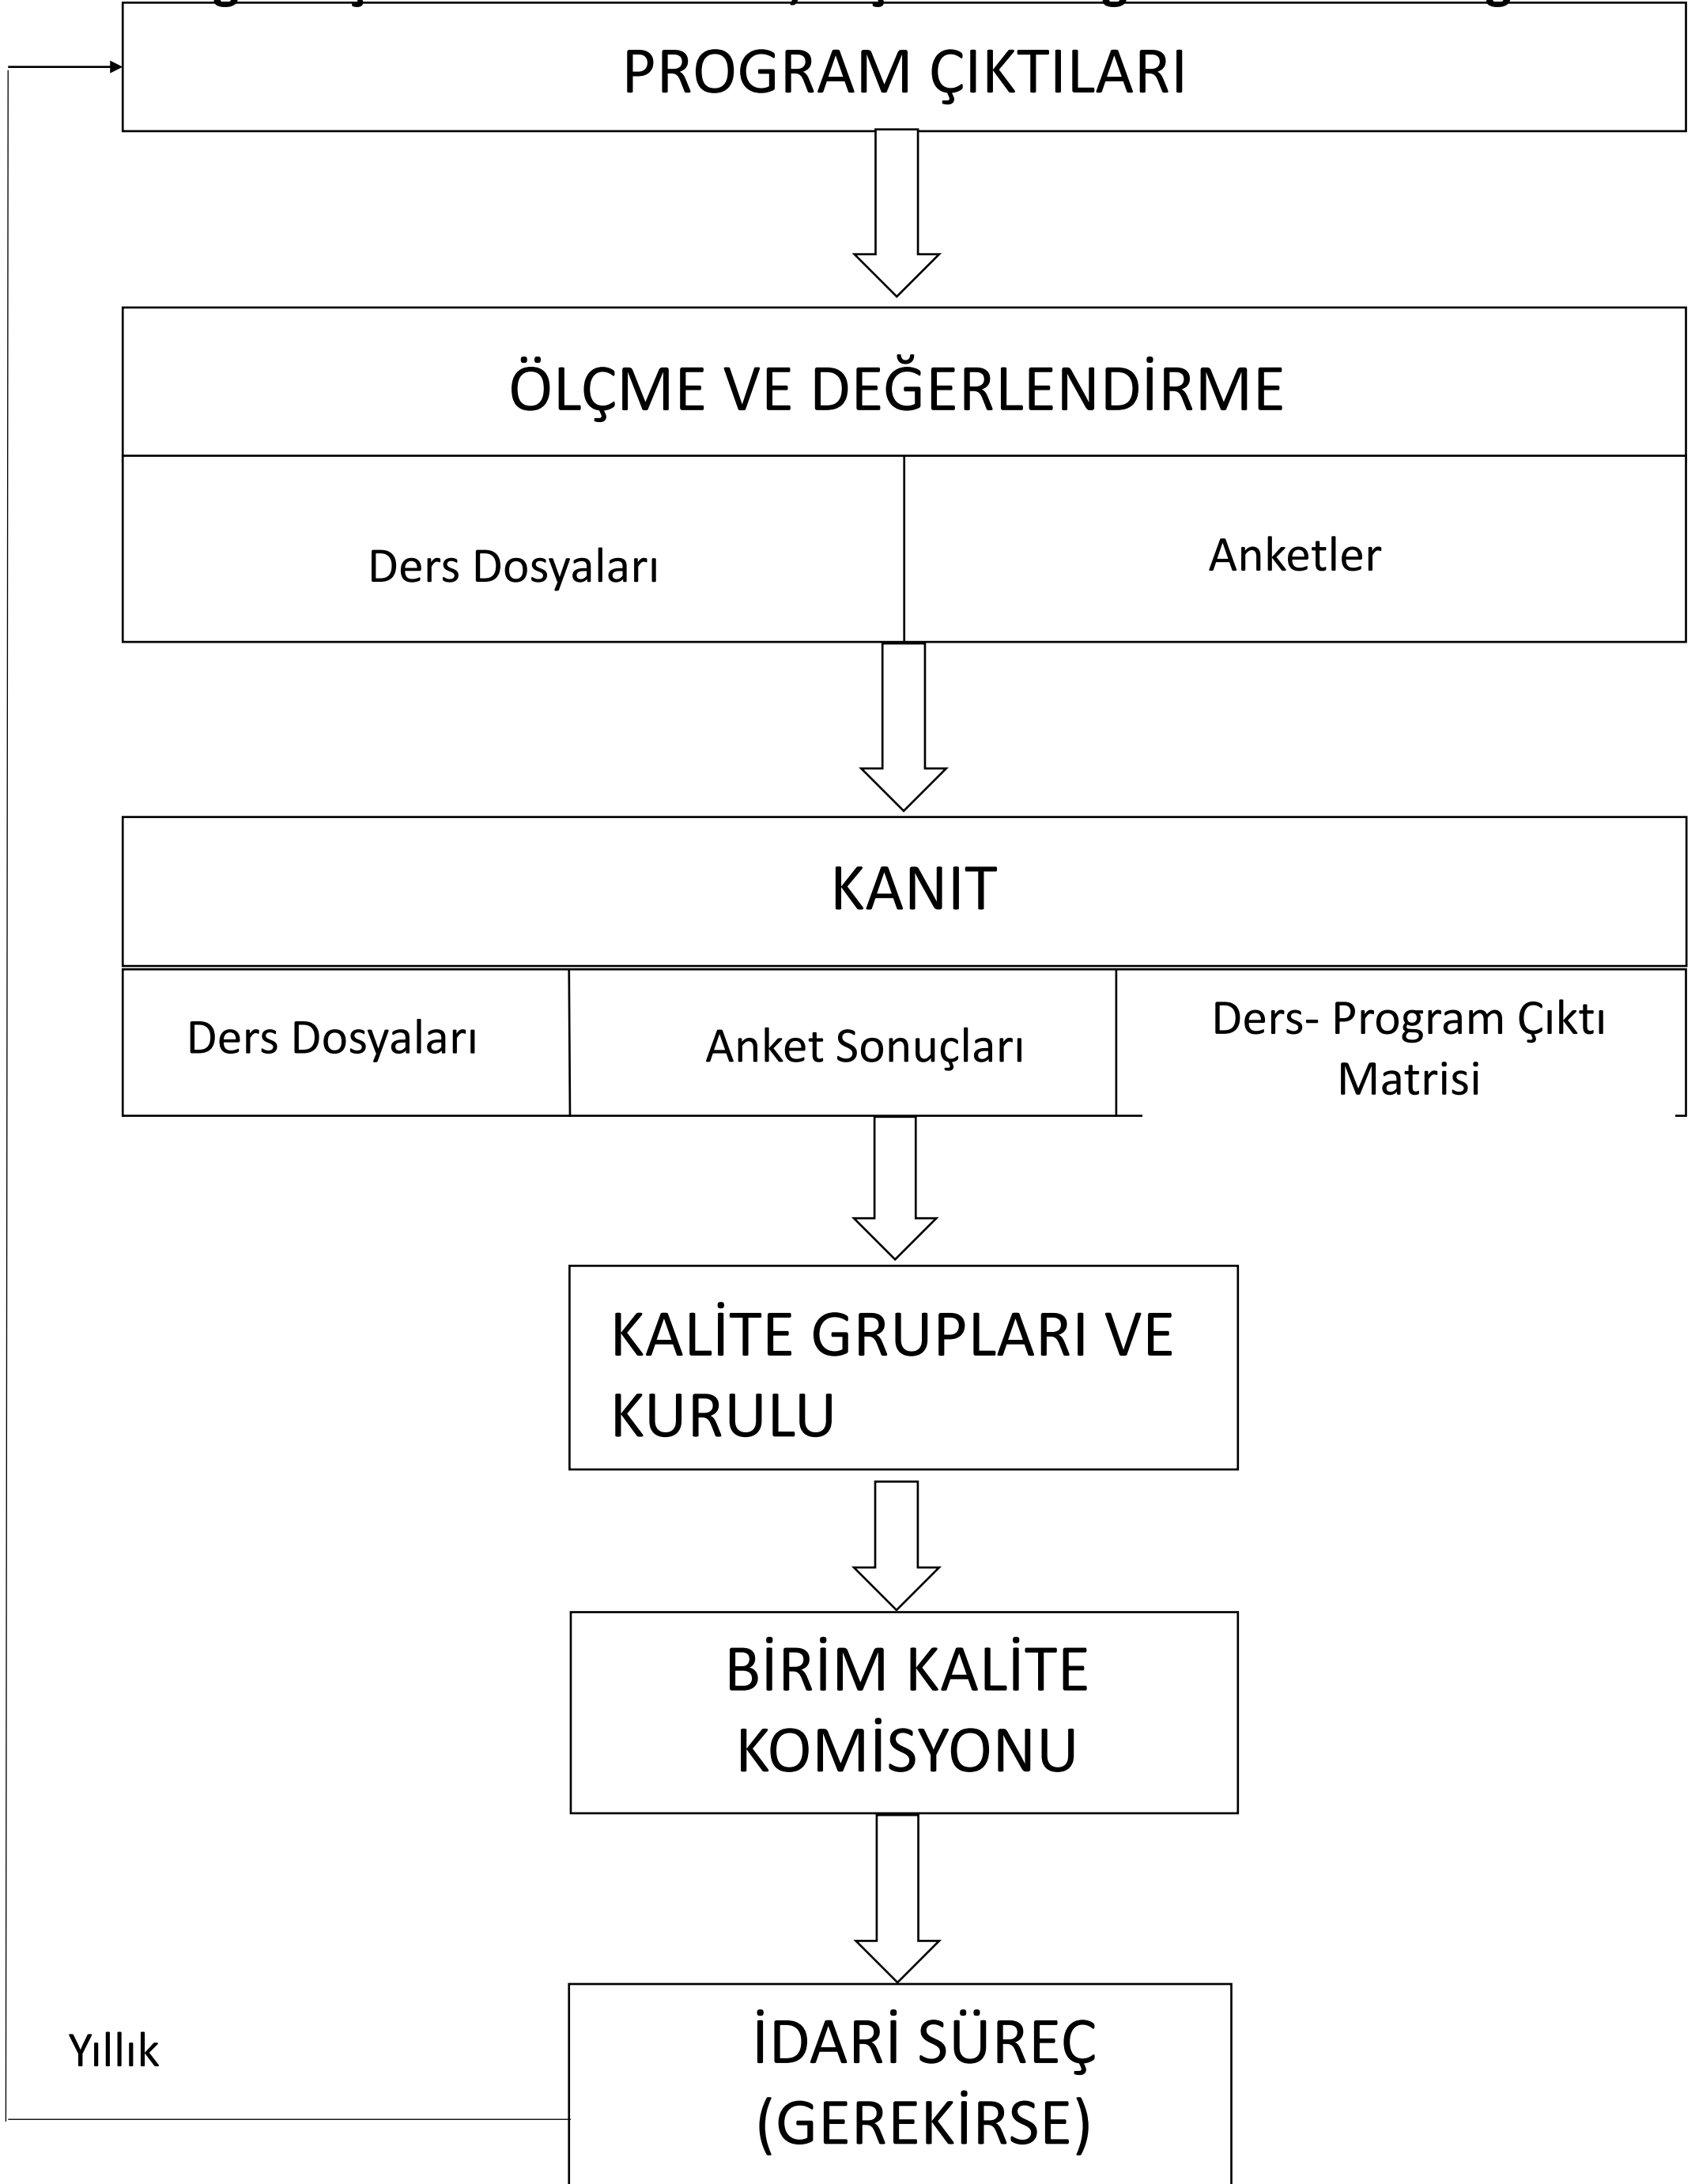 PROGRAM ÇIKTILARI
ÖLÇME VE DEĞERLENDİRME
Ders Dosyaları
Anketler
KANIT
Ders Dosyaları
Anket Sonuçları
Ders- Program Çıktı
Matrisi
KALİTE GRUPLARI VE
KURULU
BİRİM KALİTE
KOMİSYONU
İDARİ SÜREÇ
(GEREKİRSE)
Yıllık